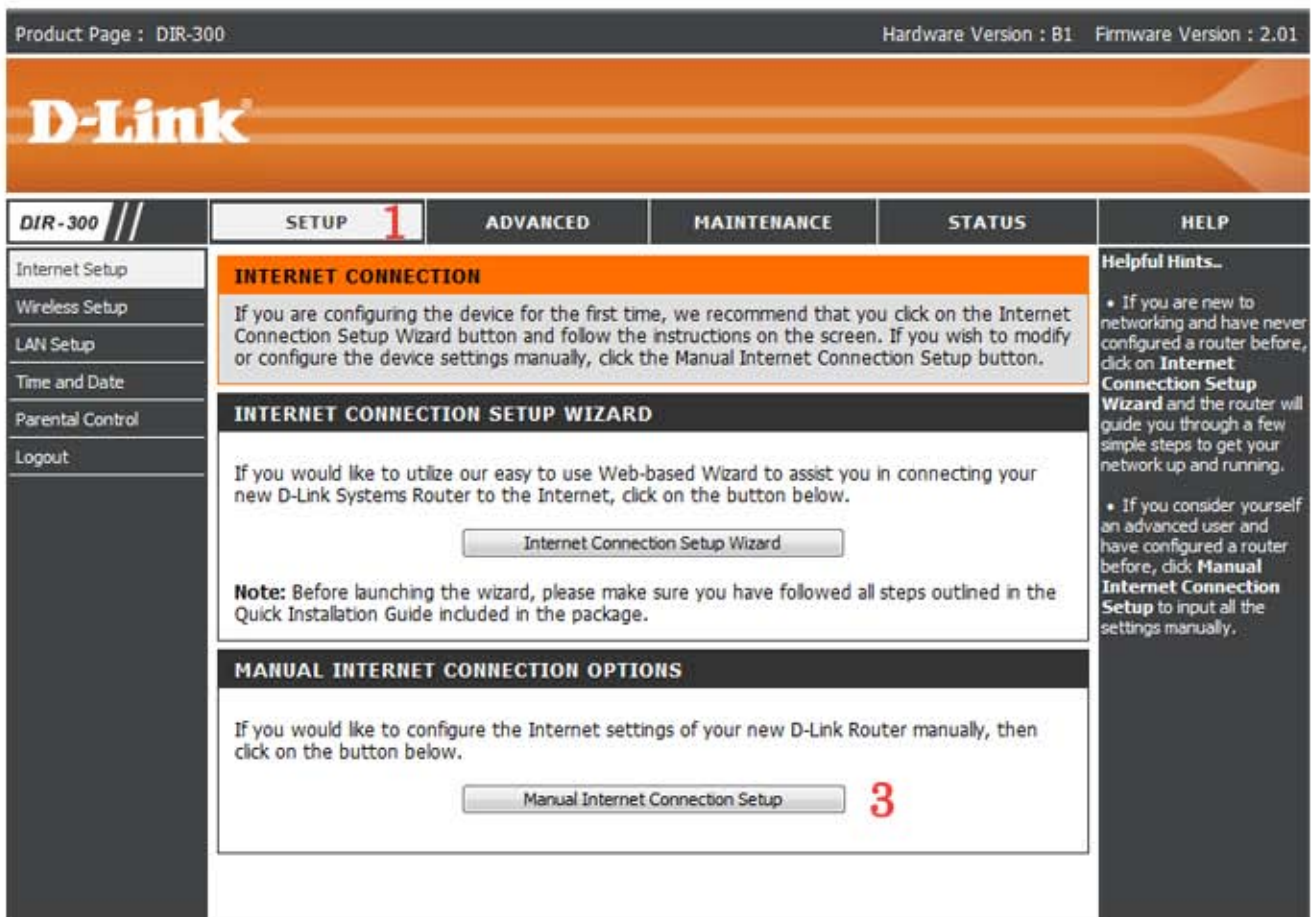 Product Page : DIR-300
Hardware Version : B1
Firmware Version : 2.01
D-Link
DIR-300
SETUP 1
ADVANCED
MAINTENANCE
STATUS
HELP
Internet Setup
Wireless Setup
LAN Setup
Time and Date
Parental Control
Logout
INTERNET CONNECTION
If you are configuring the device for the first time, we recommend that you click on the Internet
Connection Setup Wizard button and follow the instructions on the screen. If you wish to modify
or configure the device settings manually, click the Manual Internet Connection Setup button.
INTERNET CONNECTION SETUP WIZARD
If you would like to utilize our easy to use Web-based Wizard to assist you in connecting your
new D-Link Systems Router to the Internet, click on the button below.
Internet Connection Setup Wizard
Note: Before launching the wizard, please make sure you have followed all steps outlined in the
Quick Installation Guide included in the package.
MANUAL INTERNET CONNECTION OPTIONS
If you would like to configure the Internet settings of your new D-Link Router manually, then
click on the button below.
Manual Internet Connection Setup 3
Helpful Hints..
• If you are new to
networking and have never
configured a router before,
click on Internet
Connection Setup
Wizard and the router will
guide you through a few
simple steps to get your
network up and running.
• If you consider yourself
an advanced user and
have configured a router
before, click Manual
Internet Connection
Setup to input all the
settings manually.